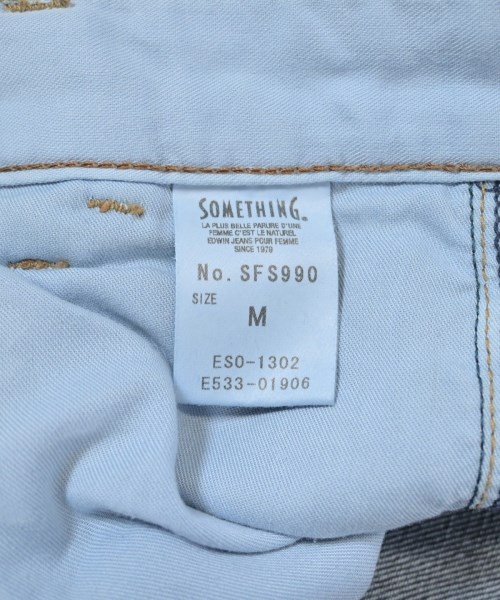 SOMETHING.
LA PLUS BELLE PARURE D'UNE
FEMME C'EST LE NATUREL
EDWIN JEANS POUR FEMME
SINCE 1970
No. SFS990
SIZE
M
ESO-1302
E533-01906